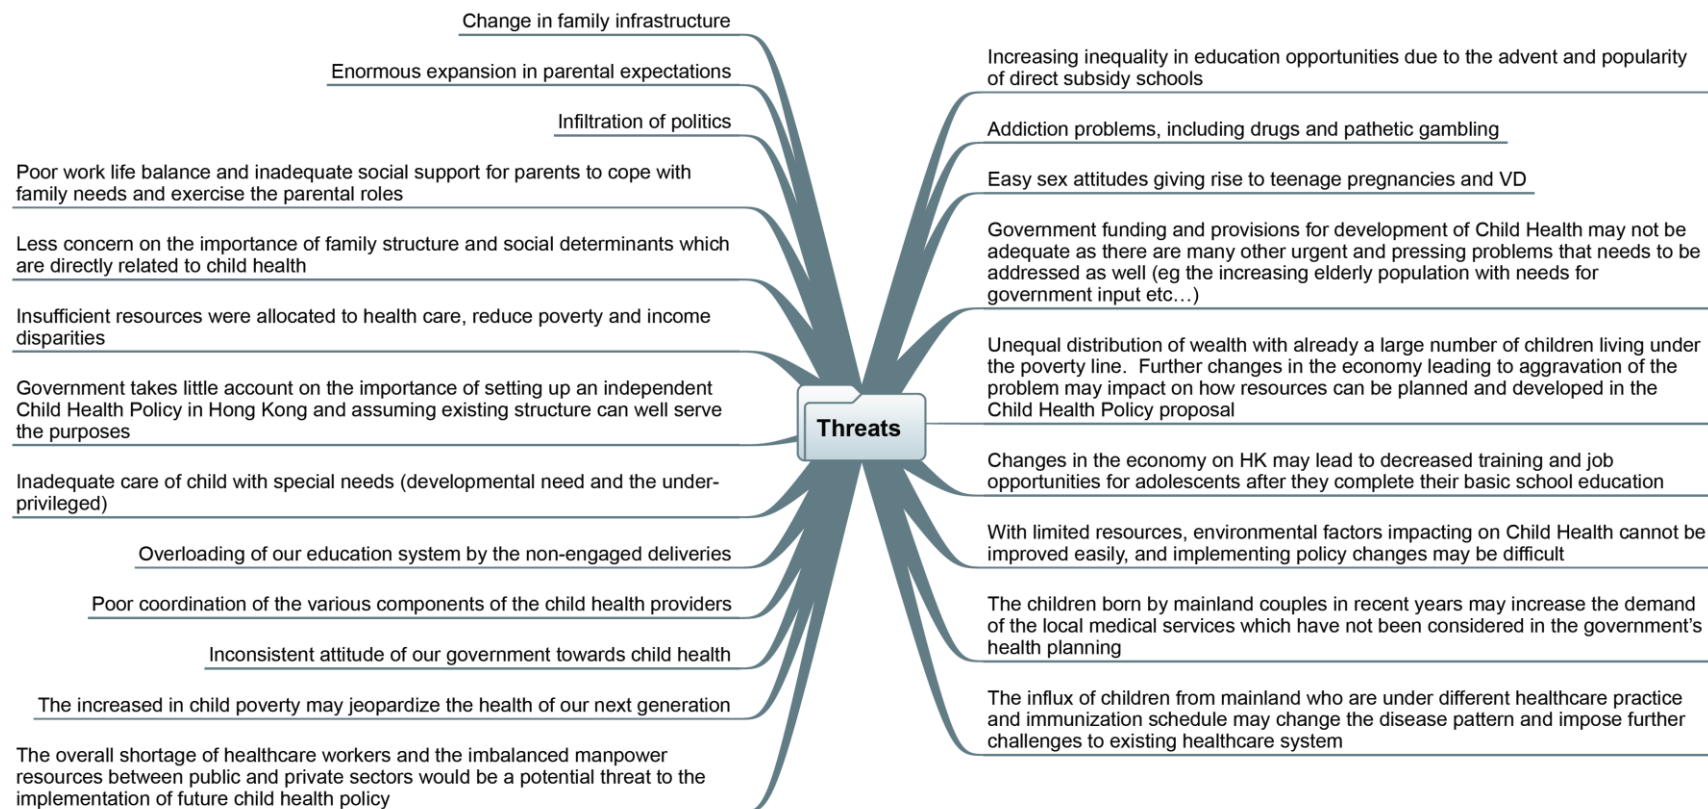 Change in family infrastructure
Enormous expansion in parental expectations
Infiltration of politics
Poor work life balance and inadequate social support for parents to cope with
family needs and exercise the parental roles
Less concern on the importance of family structure and social determinants which
are directly related to child health
Insufficient resources were allocated to health care, reduce poverty and income
disparities
Government takes little account on the importance of setting up an independent
Child Health Policy in Hong Kong and assuming existing structure can well serve
the purposes
Inadequate care of child with special needs (developmental need and the under-
privileged)
Overloading of our education system by the non-engaged deliveries
Poor coordination of the various components of the child health providers
Inconsistent attitude of our government towards child health
The increased in child poverty may jeopardize the health of our next generation
The overall shortage of healthcare workers and the imbalanced manpower
resources between public and private sectors would be a potential threat to the
implementation of future child health policy
Threats
Increasing inequality in education opportunities due to the advent and popularity
of direct subsidy schools
Addiction problems, including drugs and pathetic gambling
Easy sex attitudes giving rise to teenage pregnancies and VD
Government funding and provisions for development of Child Health may not be
adequate as there are many other urgent and pressing problems that needs to be
addressed as well (eg the increasing elderly population with needs for
government input etc…)
Unequal distribution of wealth with already a large number of children living under
the poverty line.  Further changes in the economy leading to aggravation of the
problem may impact on how resources can be planned and developed in the
Child Health Policy proposal
Changes in the economy on HK may lead to decreased training and job
opportunities for adolescents after they complete their basic school education
With limited resources, environmental factors impacting on Child Health cannot be
improved easily, and implementing policy changes may be difficult
The children born by mainland couples in recent years may increase the demand
of the local medical services which have not been considered in the government’s
health planning
The influx of children from mainland who are under different healthcare practice
and immunization schedule may change the disease pattern and impose further
challenges to existing healthcare system